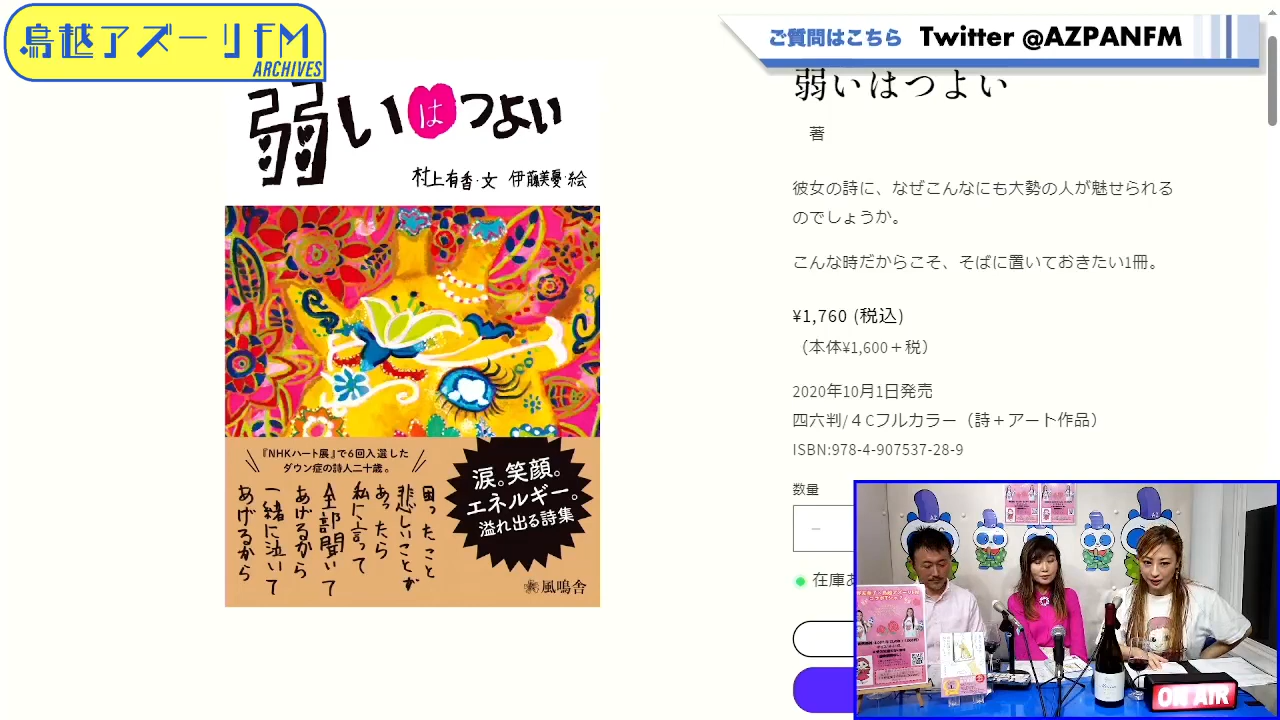 鳥越アズーリFM
ARCHIVES
ご質問はこちら Twitter @AZPANFM
弱いはつよい
村上有香・文 伊藤美憂・絵
『NHKハート展』で6回入選した
ダウン症の詩人二十歳。
困ったこと
悲しいことが
あったら
私に言って
全部聞いて
あげるから
一緒に泣いて
あげるから
涙。笑顔。
エネルギー。
溢れ出る詩集
風鳴舎
弱いはつよい
著
彼女の詩に、なぜこんなにも大勢の人が魅せられる
のでしょうか。
こんな時だからこそ、そばに置いておきたい1冊。
¥1,760 (税込)
（本体¥1,600＋税）
2020年10月1日発売
四六判/４Cフルカラー（詩＋アート作品）
ISBN:978-4-907537-28-9
数量
在庫あ
ON AIR